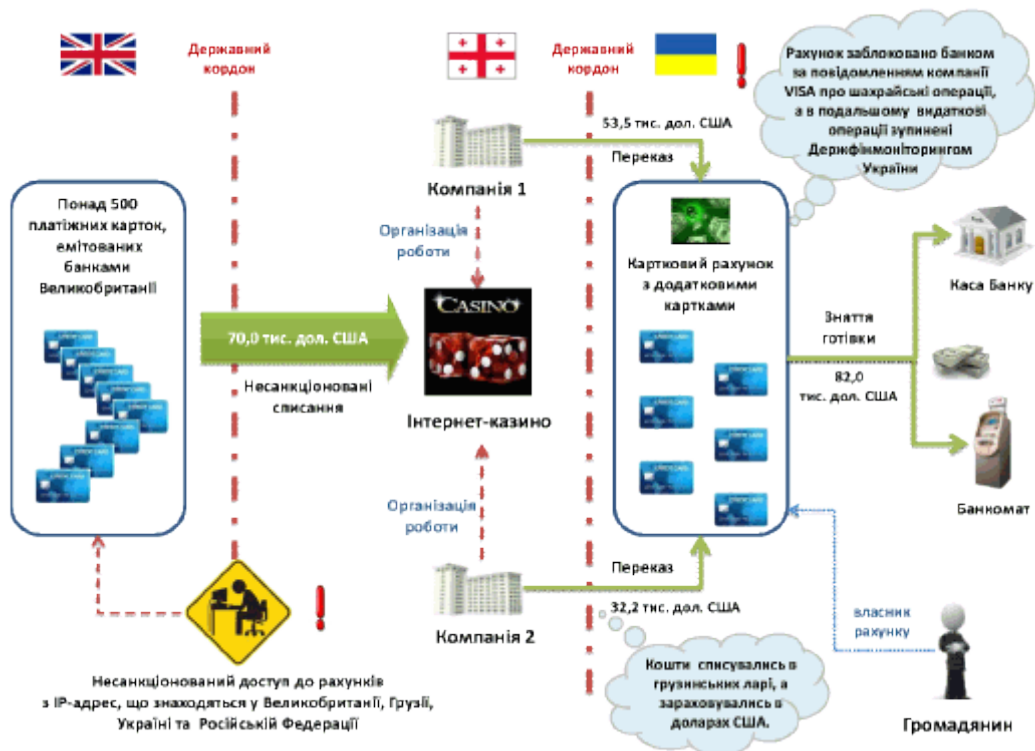 Державний
кордон
Державний
кордон
Рахунок заблоковано банком
за повідомленням компанії
VISA про шахрайські операції,
а в подальшому видаткові
операції зупинені
Держфінмоніторингом
України
53,5 тис. дол. США
Переказ
Компанія 1
Понад 500
платіжних карток,
емітованих
банками
Великобританії
Організація
роботи
Картковий рахунок
з додатковими
картками
Каса Банку
CASINO
70,0 тис. дол. США
Несанкціоновані
списання
Інтернет-казино
Зняття
готівки
82,0
тис. дол. США
Організація
роботи
Банкомат
Переказ
32,2 тис. дол. США
Компанія 2
власник
рахунку
Несанкціонований доступ до рахунків
з IP-адрес, що знаходяться у Великобританії, Грузії,
Україні та Російській Федерації
Кошти списувались в
грузинських ларі, а
зараховувались в
доларах США.
Громадянин